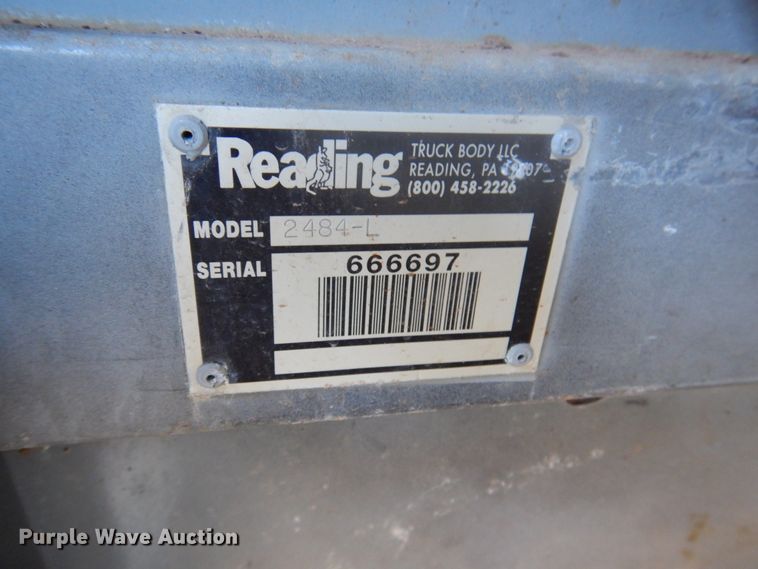 Reading
TRUCK BODY LLC
READING, PA
(800) 458-2226
MODEL 2484-L
SERIAL 666697
Purple Wave Auction